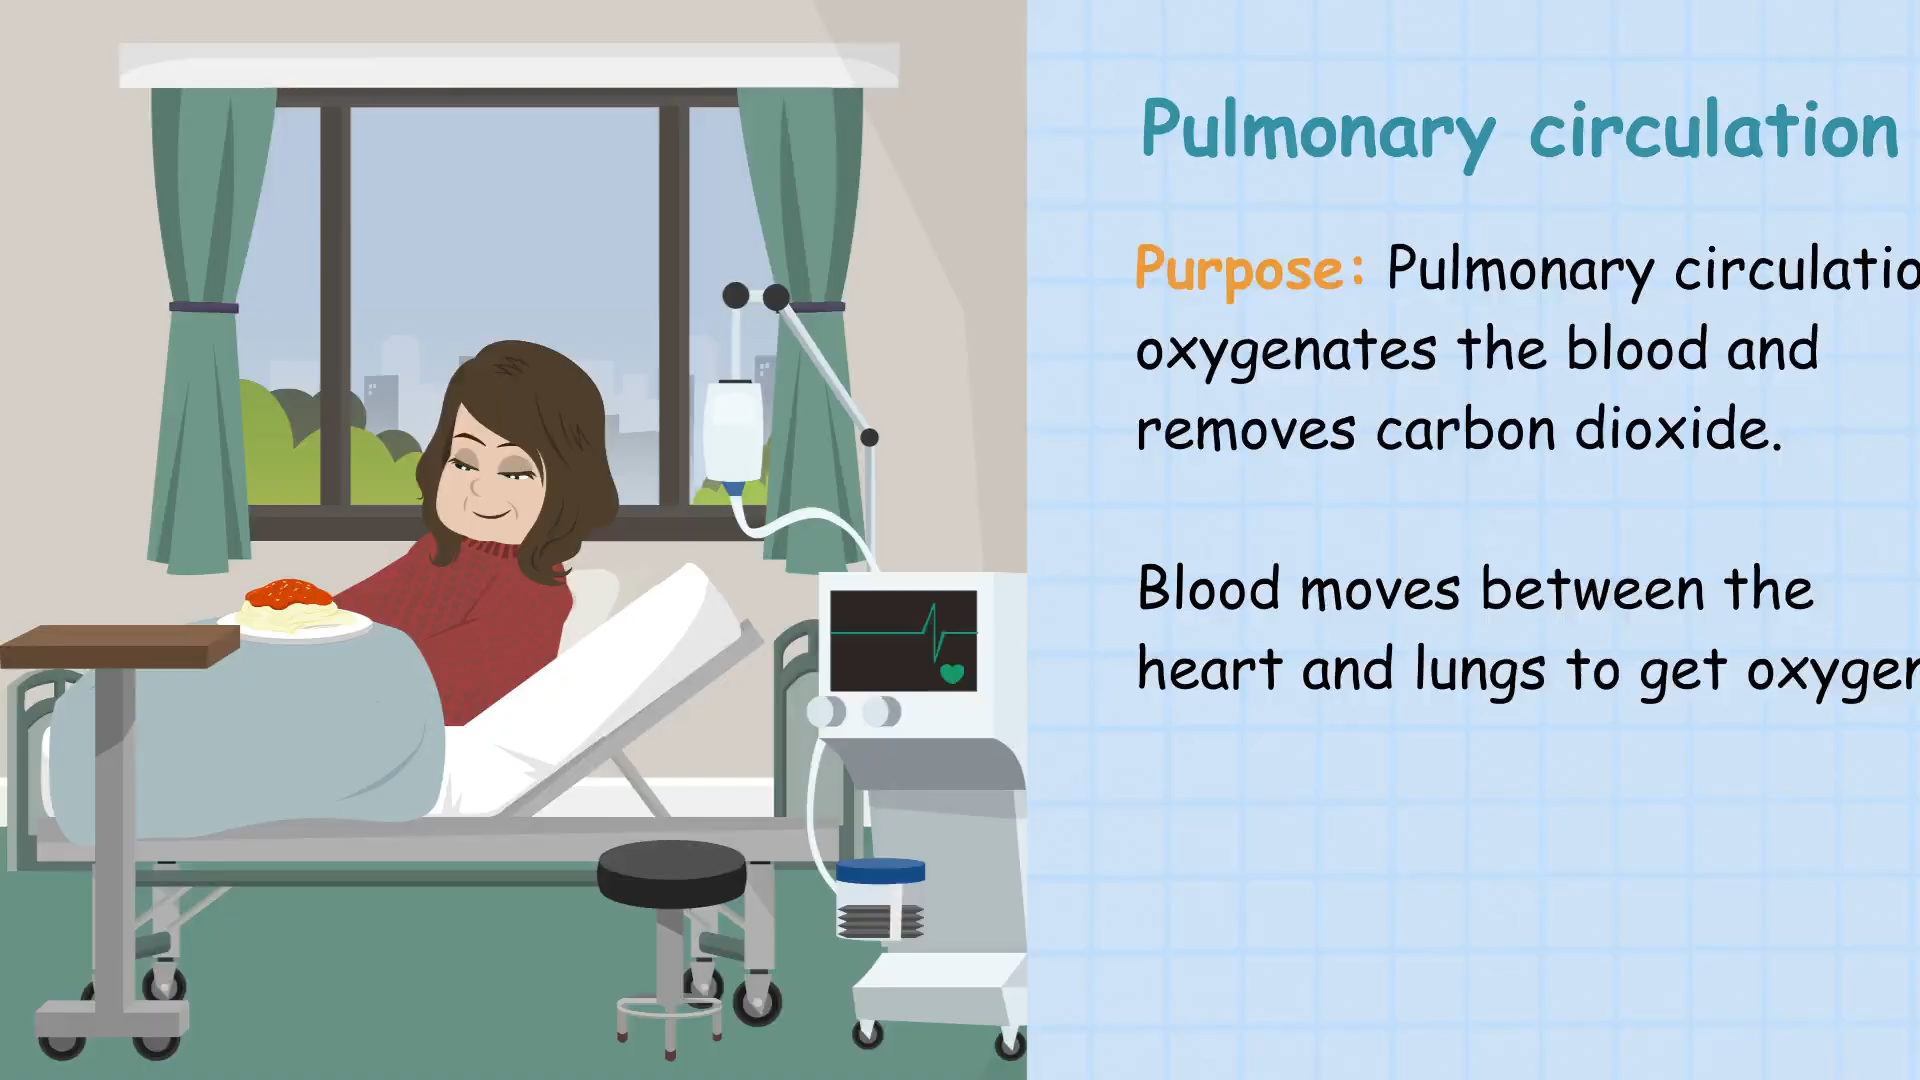 Pulmonary circulation
Purpose: Pulmonary circulatio
oxygenates the blood and
removes carbon dioxide.
Blood moves between the
heart and lungs to get oxygen